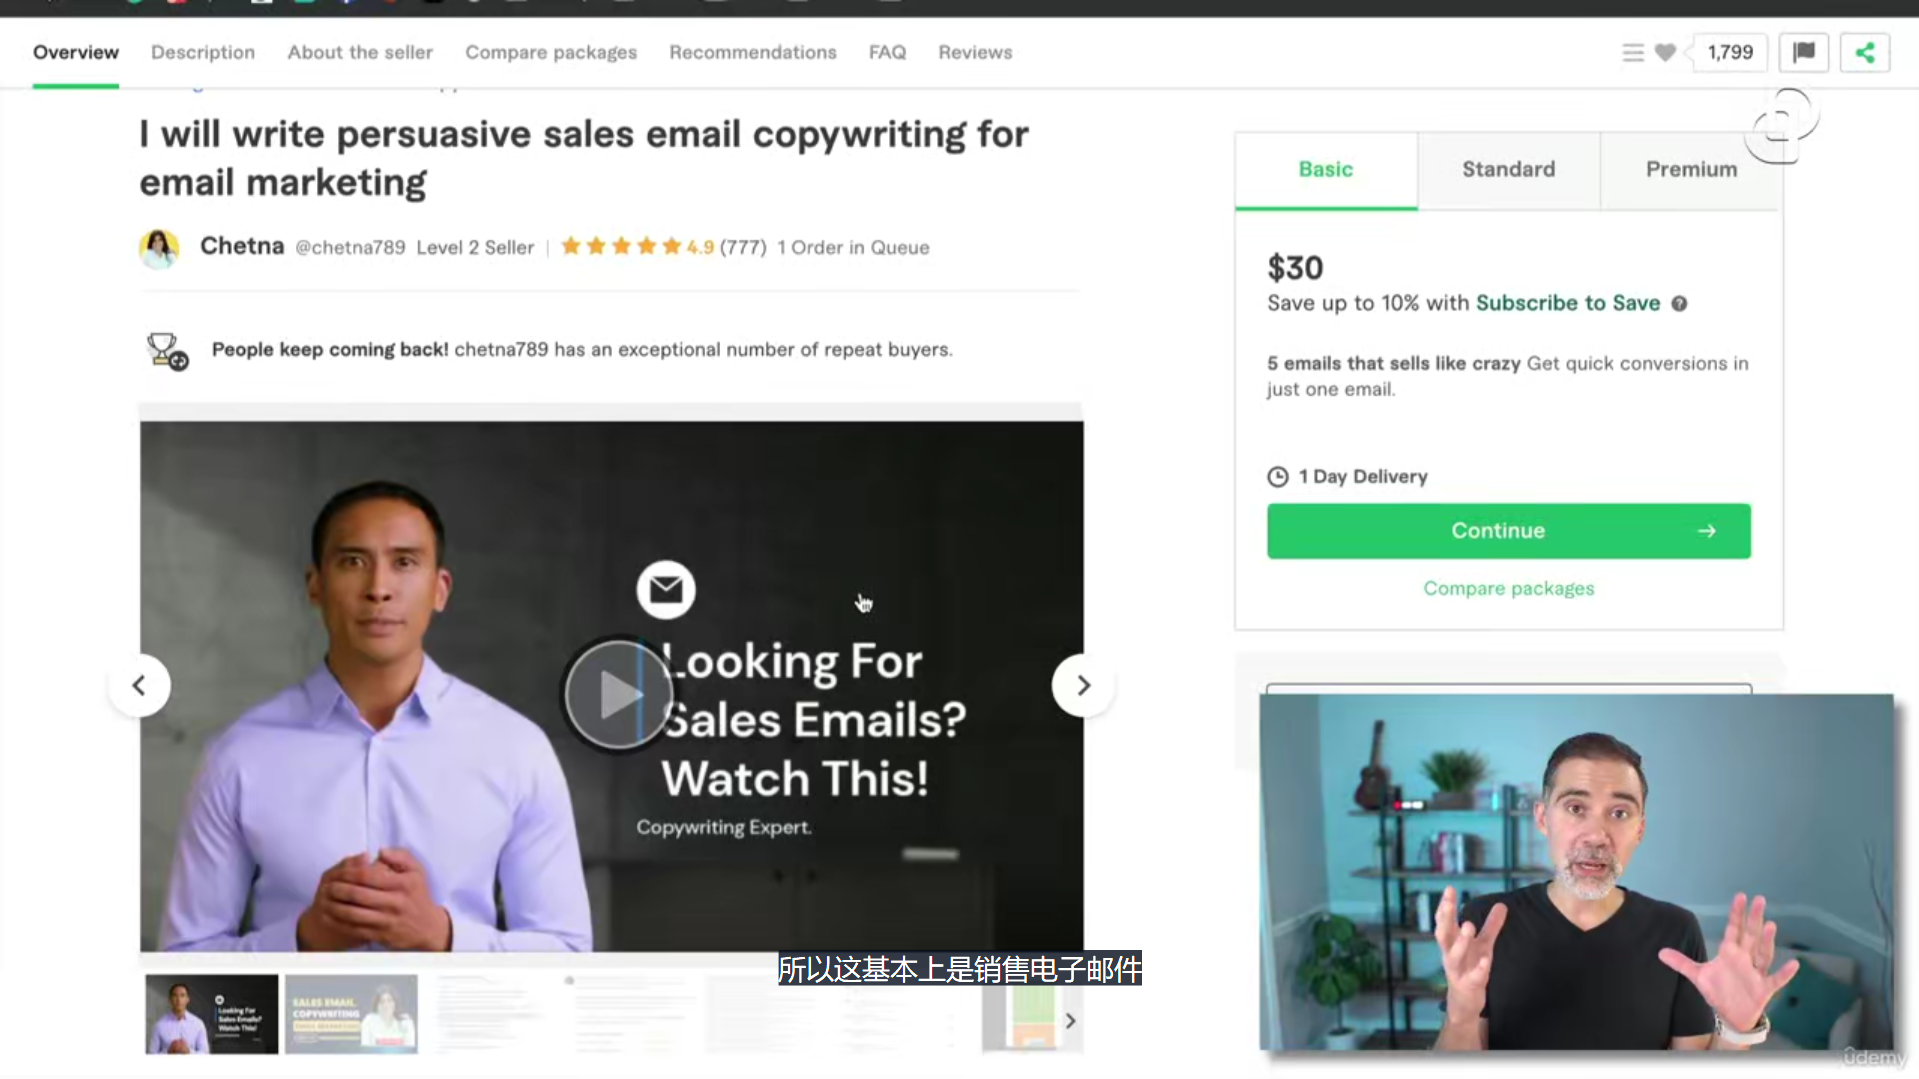 Overview
Description
About the seller
Compare packages
Recommendations
FAQ
Reviews
1,799
I will write persuasive sales email copywriting for
email marketing
Chetna @chetna789 Level 2 Seller | 4.9 (777) 1 Order in Queue
People keep coming back! chetna789 has an exceptional number of repeat buyers.
Basic
Standard
Premium
$30
Save up to 10% with Subscribe to Save
5 emails that sells like crazy Get quick conversions in
just one email.
1 Day Delivery
Continue
Compare packages
Looking For
Sales Emails?
Watch This!
Copywriting Expert.
所以这基本上是销售电子邮件
Looking For
Sales Emails?
Watch This!
SALES EMAIL
COPYWRITING
udemy